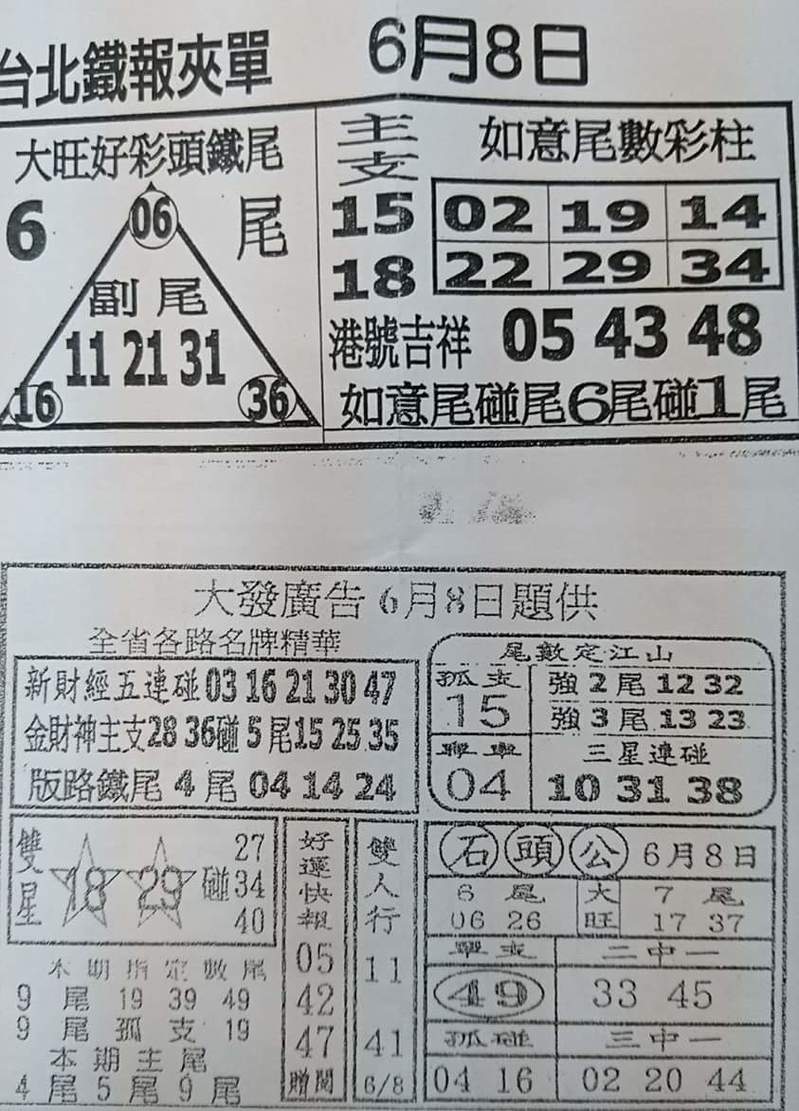 台北鐵報夾單 6月8日
大旺好彩頭鐵尾
6 06 尾
副尾
11 21 31
16 36
主支
15
18
如意尾數彩柱
02 19 14
22 29 34
港號吉祥 05 43 48
如意尾碰尾6尾碰1尾
大發廣告6月8日題供
全省各路名牌精華
新財經五連碰03 16 21 30 47
金財神主支28 36碰5尾15 25 35
版路鐵尾4尾04 14 24
尾數定江山
孤支
15
強2尾12 32
強3尾13 23
聯車
04
三星連碰
10 31 38
雙星
18 29 碰
27
34
40
本期指定數尾
9尾19 39 49
9尾孤支19
本期主尾
4尾5尾9尾
好運快報
05
42
47
贈閱
雙人行
11
41
6/8
石頭公6月8日
6尾
06 26
大旺
7尾
17 37
單支
49
二中一
33 45
孤碰
04 16
三中一
02 20 44